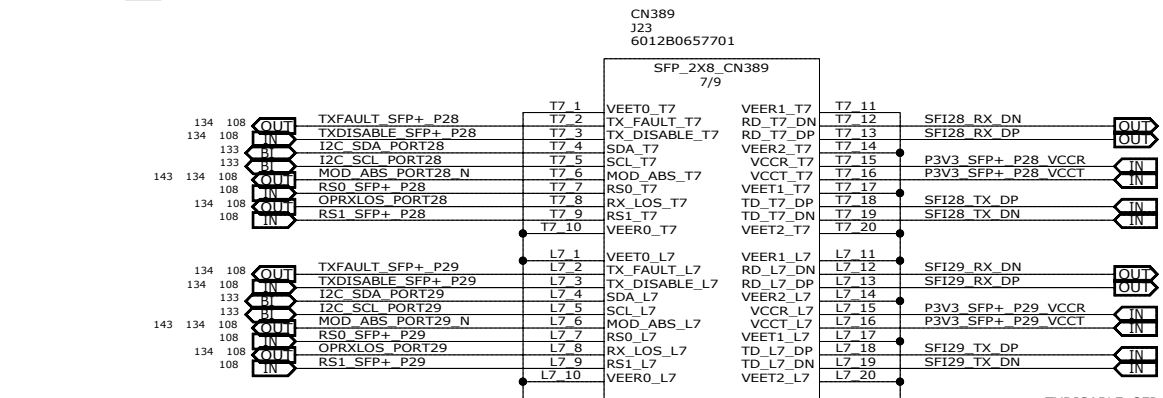 CN389
J23
6012B0657701
SFP_2X8_CN389
7/9
T7_1 VEET0_T7 VEER1_T7 T7_11
134 108 OUT TXFAULT_SFP+_P28 T7_2 TX_FAULT_T7 RD_T7_DN T7_12 SFI28_RX_DN OUT
134 108 IN TXDISABLE_SFP+_P28 T7_3 TX_DISABLE_T7 RD_T7_DP T7_13 SFI28_RX_DP OUT
133 BI I2C_SDA_PORT28 T7_4 SDA_T7 VEER2_T7 T7_14
133 BI I2C_SCL_PORT28 T7_5 SCL_T7 VCCR_T7 T7_15 P3V3_SFP+_P28_VCCR IN
143 134 108 OUT MOD_ABS_PORT28_N T7_6 MOD_ABS_T7 VCCT_T7 T7_16 P3V3_SFP+_P28_VCCT IN
108 IN RS0_SFP+_P28 T7_7 RS0_T7 VEET1_T7 T7_17
134 108 OUT OPRXLOS_PORT28 T7_8 RX_LOS_T7 TD_T7_DP T7_18 SFI28_TX_DP IN
108 IN RS1_SFP+_P28 T7_9 RS1_T7 TD_T7_DN T7_19 SFI28_TX_DN IN
T7_10 VEER0_T7 VEET2_T7 T7_20
L7_1 VEET0_L7 VEER1_L7 L7_11
134 108 OUT TXFAULT_SFP+_P29 L7_2 TX_FAULT_L7 RD_L7_DN L7_12 SFI29_RX_DN OUT
134 108 IN TXDISABLE_SFP+_P29 L7_3 TX_DISABLE_L7 RD_L7_DP L7_13 SFI29_RX_DP OUT
133 BI I2C_SDA_PORT29 L7_4 SDA_L7 VEER2_L7 L7_14
133 BI I2C_SCL_PORT29 L7_5 SCL_L7 VCCR_L7 L7_15 P3V3_SFP+_P29_VCCR IN
143 134 108 OUT MOD_ABS_PORT29_N L7_6 MOD_ABS_L7 VCCT_L7 L7_16 P3V3_SFP+_P29_VCCT IN
108 IN RS0_SFP+_P29 L7_7 RS0_L7 VEET1_L7 L7_17
134 108 OUT OPRXLOS_PORT29 L7_8 RX_LOS_L7 TD_L7_DP L7_18 SFI29_TX_DP IN
108 IN RS1_SFP+_P29 L7_9 RS1_L7 TD_L7_DN L7_19 SFI29_TX_DN IN
L7_10 VEER0_L7 VEET2_L7 L7_20